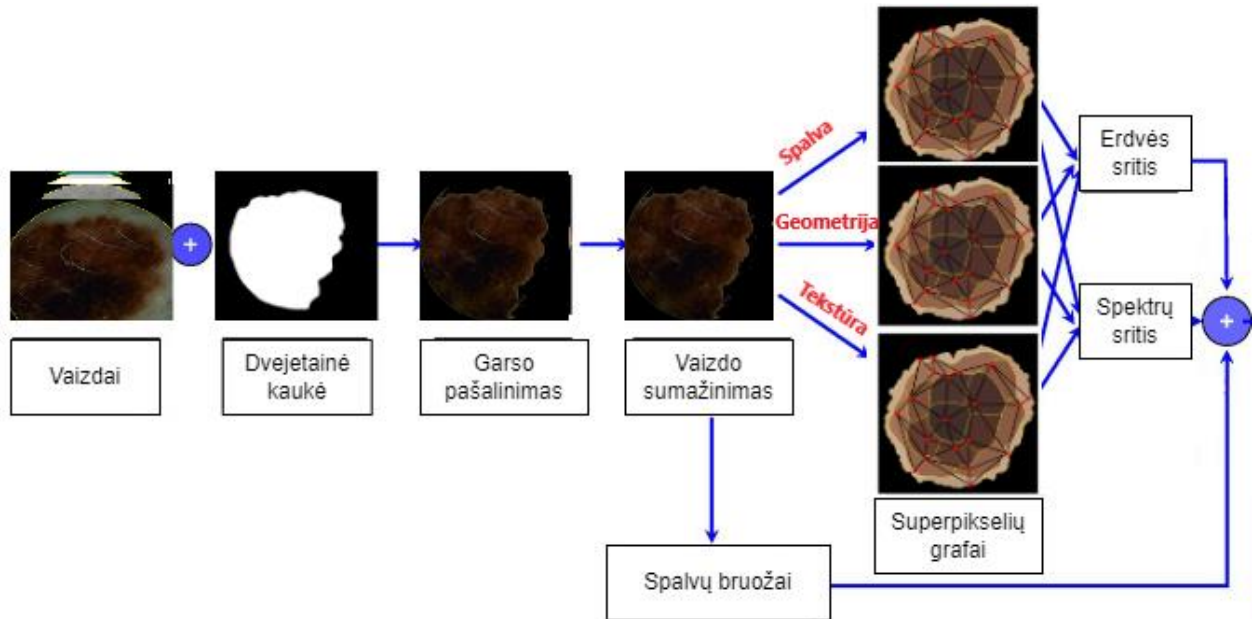 Vaizdai
+
Dvejetainė
kaukė
Garso
pašalinimas
Vaizdo
sumažinimas
Spalva
Geometrija
Tekstūra
Superpikselių
grafai
Erdvės
sritis
Spektrų
sritis
+
Spalvų bruožai